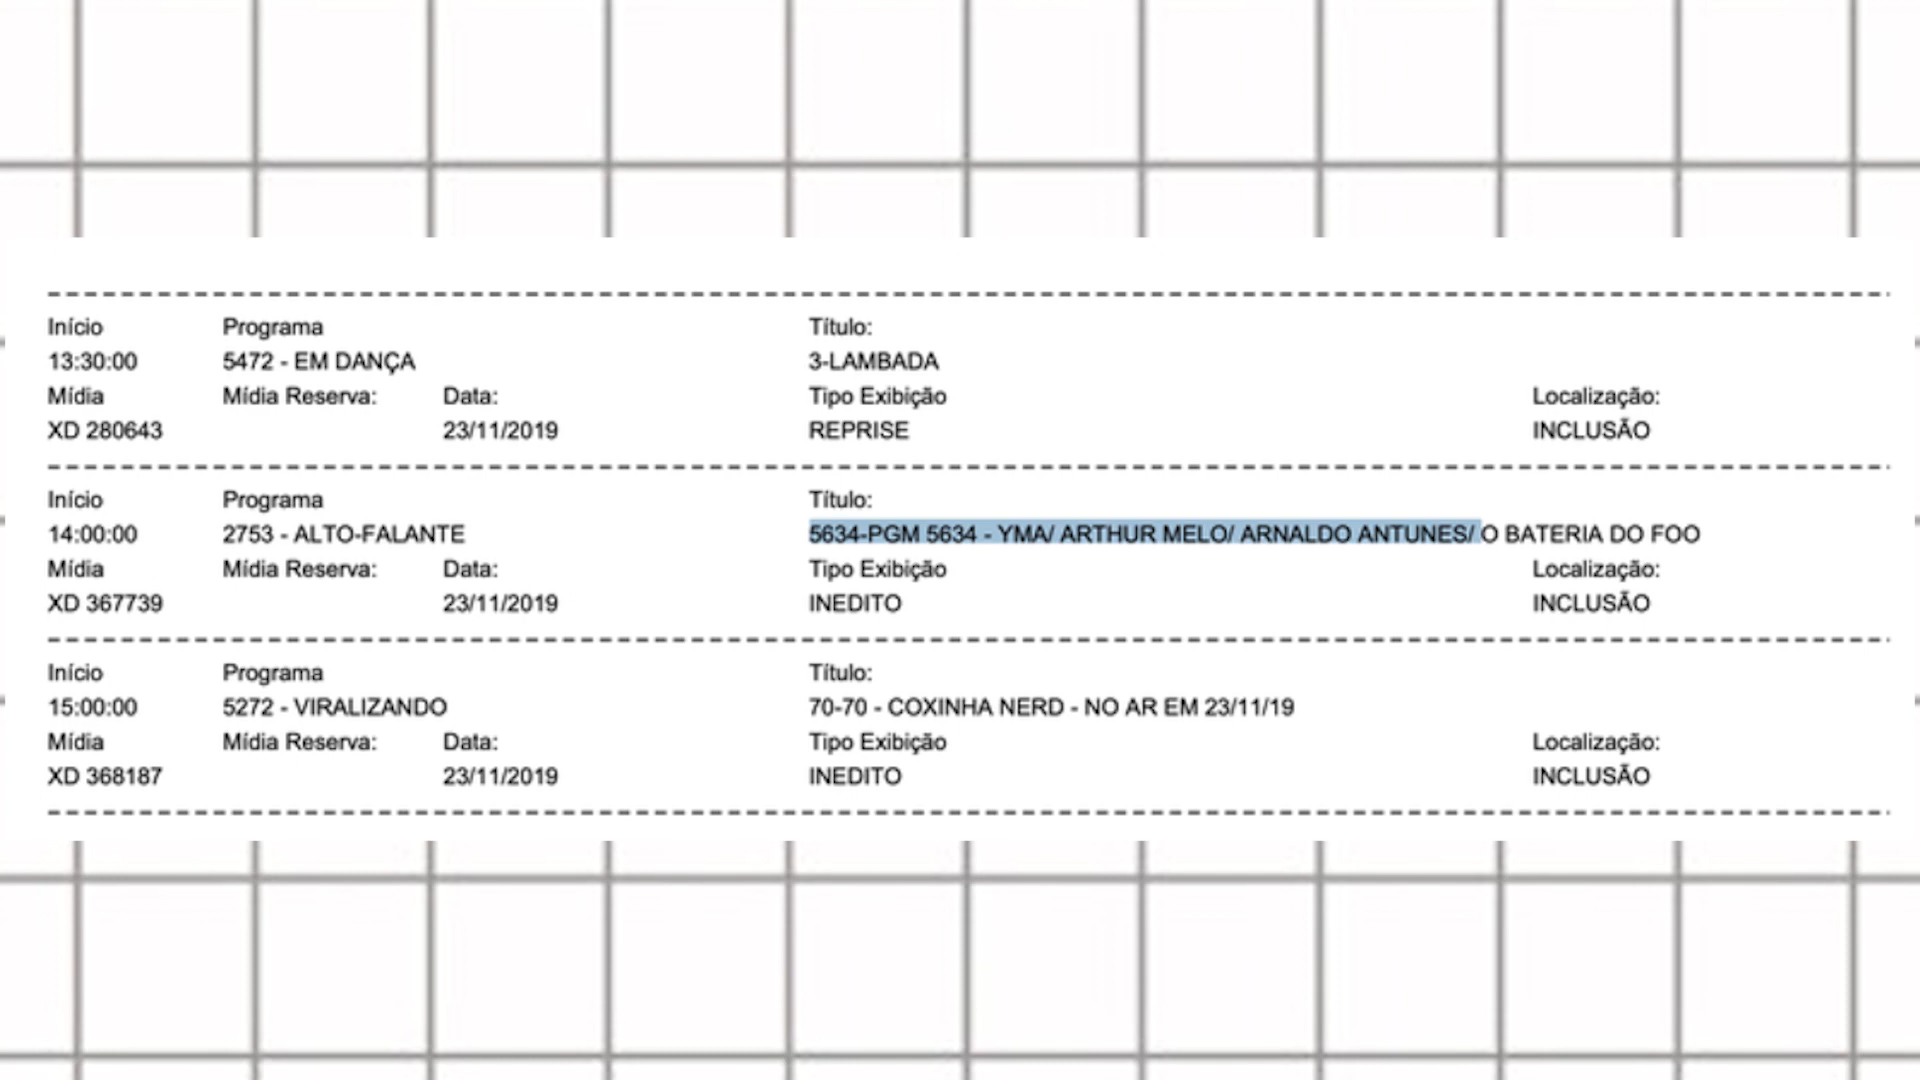 Início Programa Título:
13:30:00 5472 - EM DANÇA 3-LAMBADA
Mídia Mídia Reserva: Data: Tipo Exibição Localização:
XD 280643 23/11/2019 REPRISE INCLUSÃO
Início Programa Título:
14:00:00 2753 - ALTO-FALANTE 5634-PGM 5634 - YMA/ ARTHUR MELO/ ARNALDO ANTUNES/ O BATERIA DO FOO
Mídia Mídia Reserva: Data: Tipo Exibição Localização:
XD 367739 23/11/2019 INEDITO INCLUSÃO
Início Programa Título:
15:00:00 5272 - VIRALIZANDO 70-70 - COXINHA NERD - NO AR EM 23/11/19
Mídia Mídia Reserva: Data: Tipo Exibição Localização:
XD 368187 23/11/2019 INEDITO INCLUSÃO